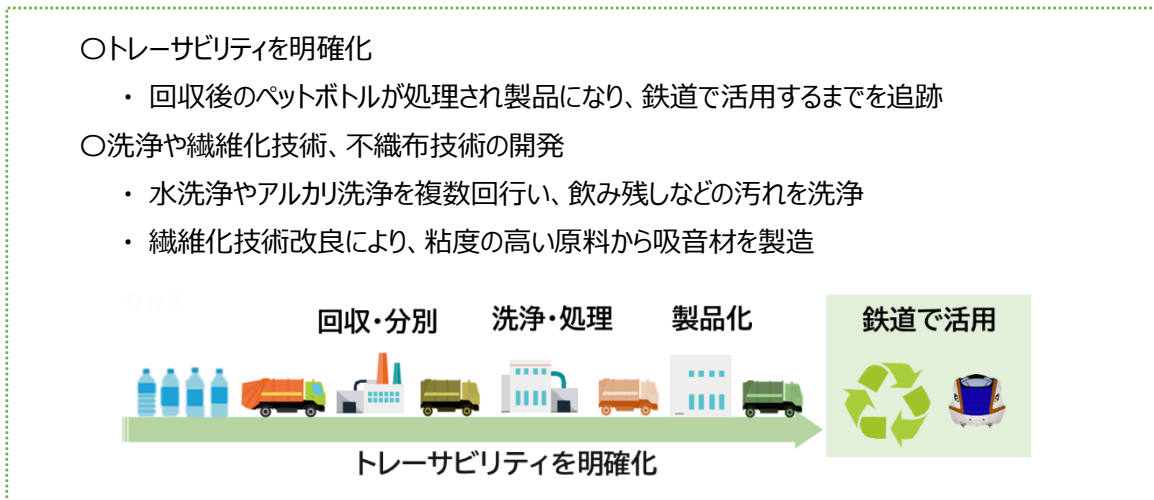 〇トレーサビリティを明確化
・ 回収後のペットボトルが処理され製品になり、鉄道で活用するまでを追跡
〇洗浄や繊維化技術、不織布技術の開発
・ 水洗浄やアルカリ洗浄を複数回行い、飲み残しなどの汚れを洗浄
・ 繊維化技術改良により、粘度の高い原料から吸音材を製造
回収・分別 洗浄・処理 製品化 鉄道で活用
トレーサビリティを明確化